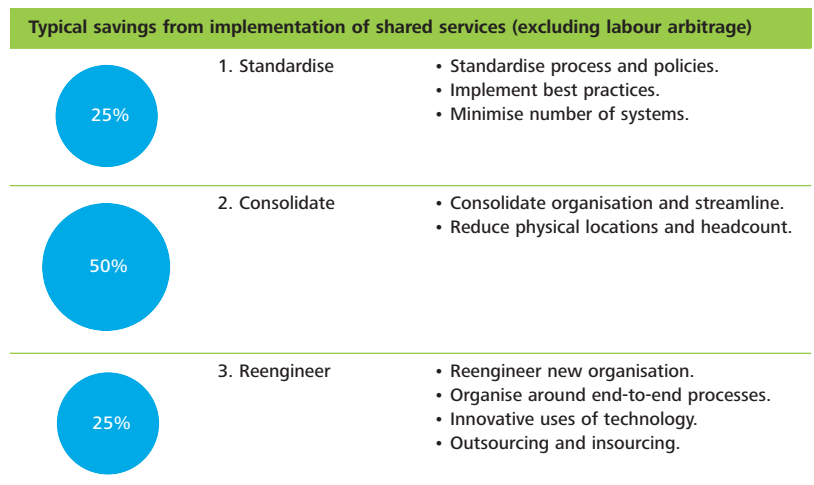 Typical savings from implementation of shared services (excluding labour arbitrage)
25%
1. Standardise
• Standardise process and policies.
• Implement best practices.
• Minimise number of systems.
50%
2. Consolidate
• Consolidate organisation and streamline.
• Reduce physical locations and headcount.
25%
3. Reengineer
• Reengineer new organisation.
• Organise around end-to-end processes.
• Innovative uses of technology.
• Outsourcing and insourcing.